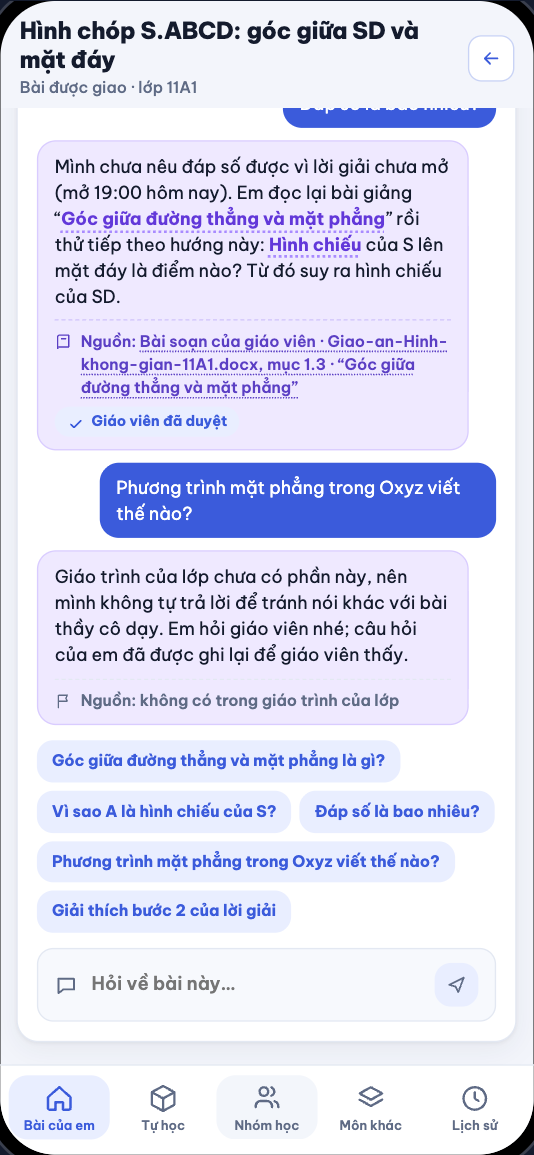 Hình chóp S.ABCD: góc giữa SD và
mặt đáy
Bài được giao · lớp 11A1
Đáp số là bao nhiêu?
Mình chưa nêu đáp số được vì lời giải chưa mở
(mở 19:00 hôm nay). Em đọc lại bài giảng
“Góc giữa đường thẳng và mặt phẳng” rồi
thử tiếp theo hướng này: Hình chiếu của S lên
mặt đáy là điểm nào? Từ đó suy ra hình chiếu
của SD.
Nguồn: Bài soạn của giáo viên · Giao-an-Hinh-
khong-gian-11A1.docx, mục 1.3 · “Góc giữa
đường thẳng và mặt phẳng”
Giáo viên đã duyệt
Phương trình mặt phẳng trong Oxyz viết
thế nào?
Giáo trình của lớp chưa có phần này, nên
mình không tự trả lời để tránh nói khác với bài
thầy cô dạy. Em hỏi giáo viên nhé; câu hỏi
của em đã được ghi lại để giáo viên thấy.
Nguồn: không có trong giáo trình của lớp
Góc giữa đường thẳng và mặt phẳng là gì?
Vì sao A là hình chiếu của S?
Đáp số là bao nhiêu?
Phương trình mặt phẳng trong Oxyz viết thế nào?
Giải thích bước 2 của lời giải
Hỏi về bài này...
Bài của em
Tự học
Nhóm học
Môn khác
Lịch sử